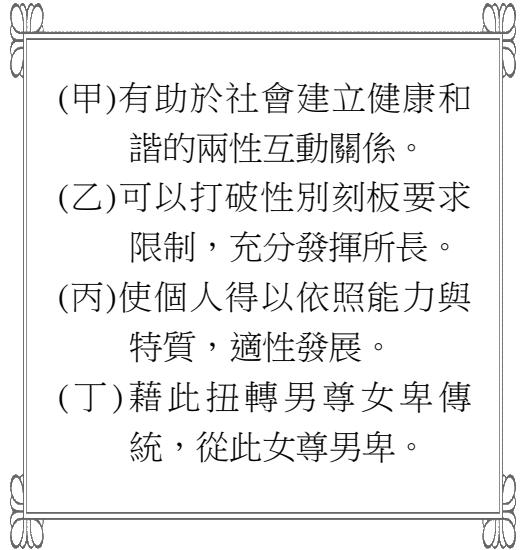 (甲)有助於社會建立健康和
諧的兩性互動關係。
(乙)可以打破性別刻板要求
限制，充分發揮所長。
(丙)使個人得以依照能力與
特質，適性發展。
(丁)藉此扭轉男尊女卑傳
統，從此女尊男卑。